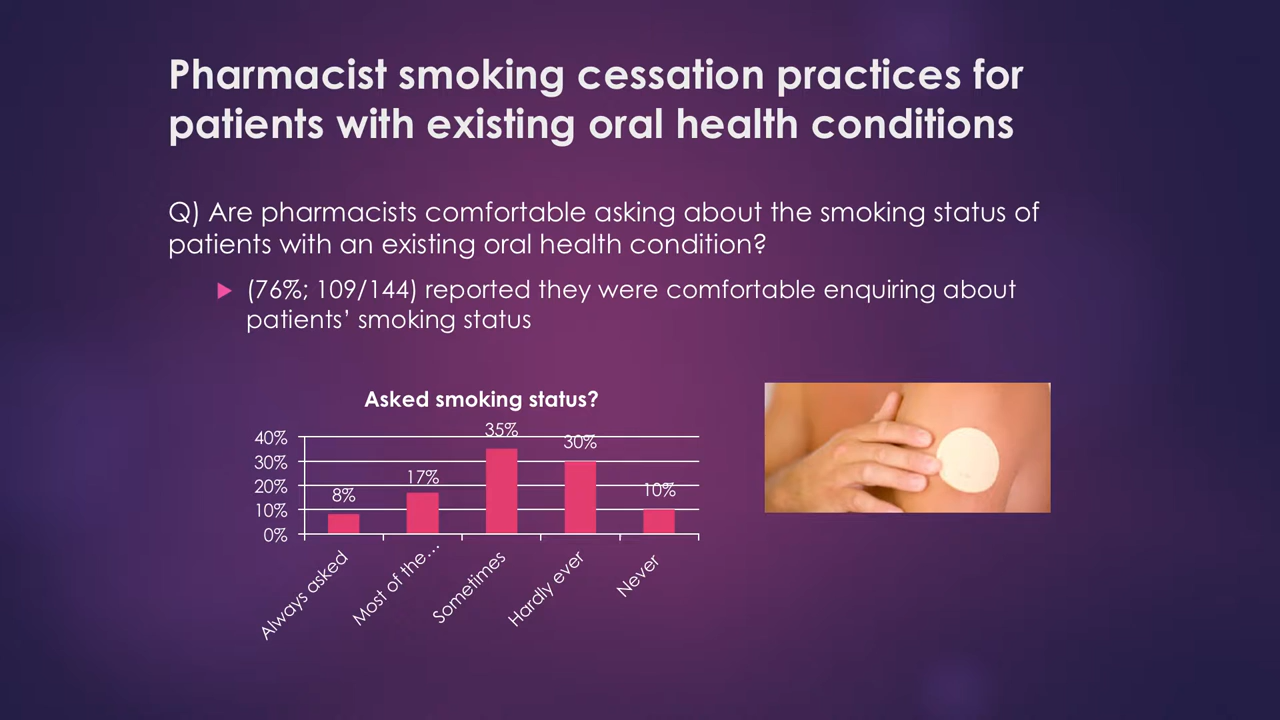 Pharmacist smoking cessation practices for
patients with existing oral health conditions
Q) Are pharmacists comfortable asking about the smoking status of
patients with an existing oral health condition?
(76%; 109/144) reported they were comfortable enquiring about
patients’ smoking status
Asked smoking status?
40%
30%
20%
10%
0%
8%
17%
35%
30%
10%
Always asked
Most of the...
Sometimes
Hardly ever
Never